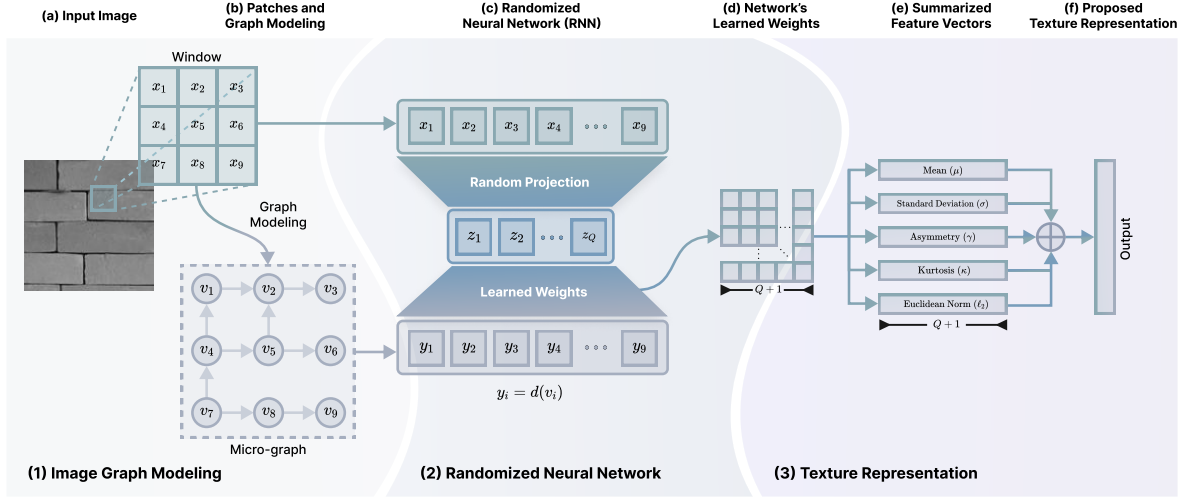 (a) Input Image
(b) Patches and
Graph Modeling
(c) Randomized
Neural Network (RNN)
(d) Network's
Learned Weights
(e) Summarized
Feature Vectors
(f) Proposed
Texture Representation
Window
x₁ x₂ x₃
x₄ x₅ x₆
x₇ x₈ x₉
Graph
Modeling
v₁ v₂ v₃
v₄ v₅ v₆
v₇ v₈ v₉
Micro-graph
x₁ x₂ x₃ x₄ ∘∘∘ x₉
Random Projection
z₁ z₂ ∘∘∘ z_Q
Learned Weights
y₁ y₂ y₃ y₄ ∘∘∘ y₉
yᵢ = d(vᵢ)
Q + 1
Mean (μ)
Standard Deviation (σ)
Asymmetry (γ)
Kurtosis (κ)
Euclidean Norm (ℓ₂)
Q + 1
Output
(1) Image Graph Modeling
(2) Randomized Neural Network
(3) Texture Representation